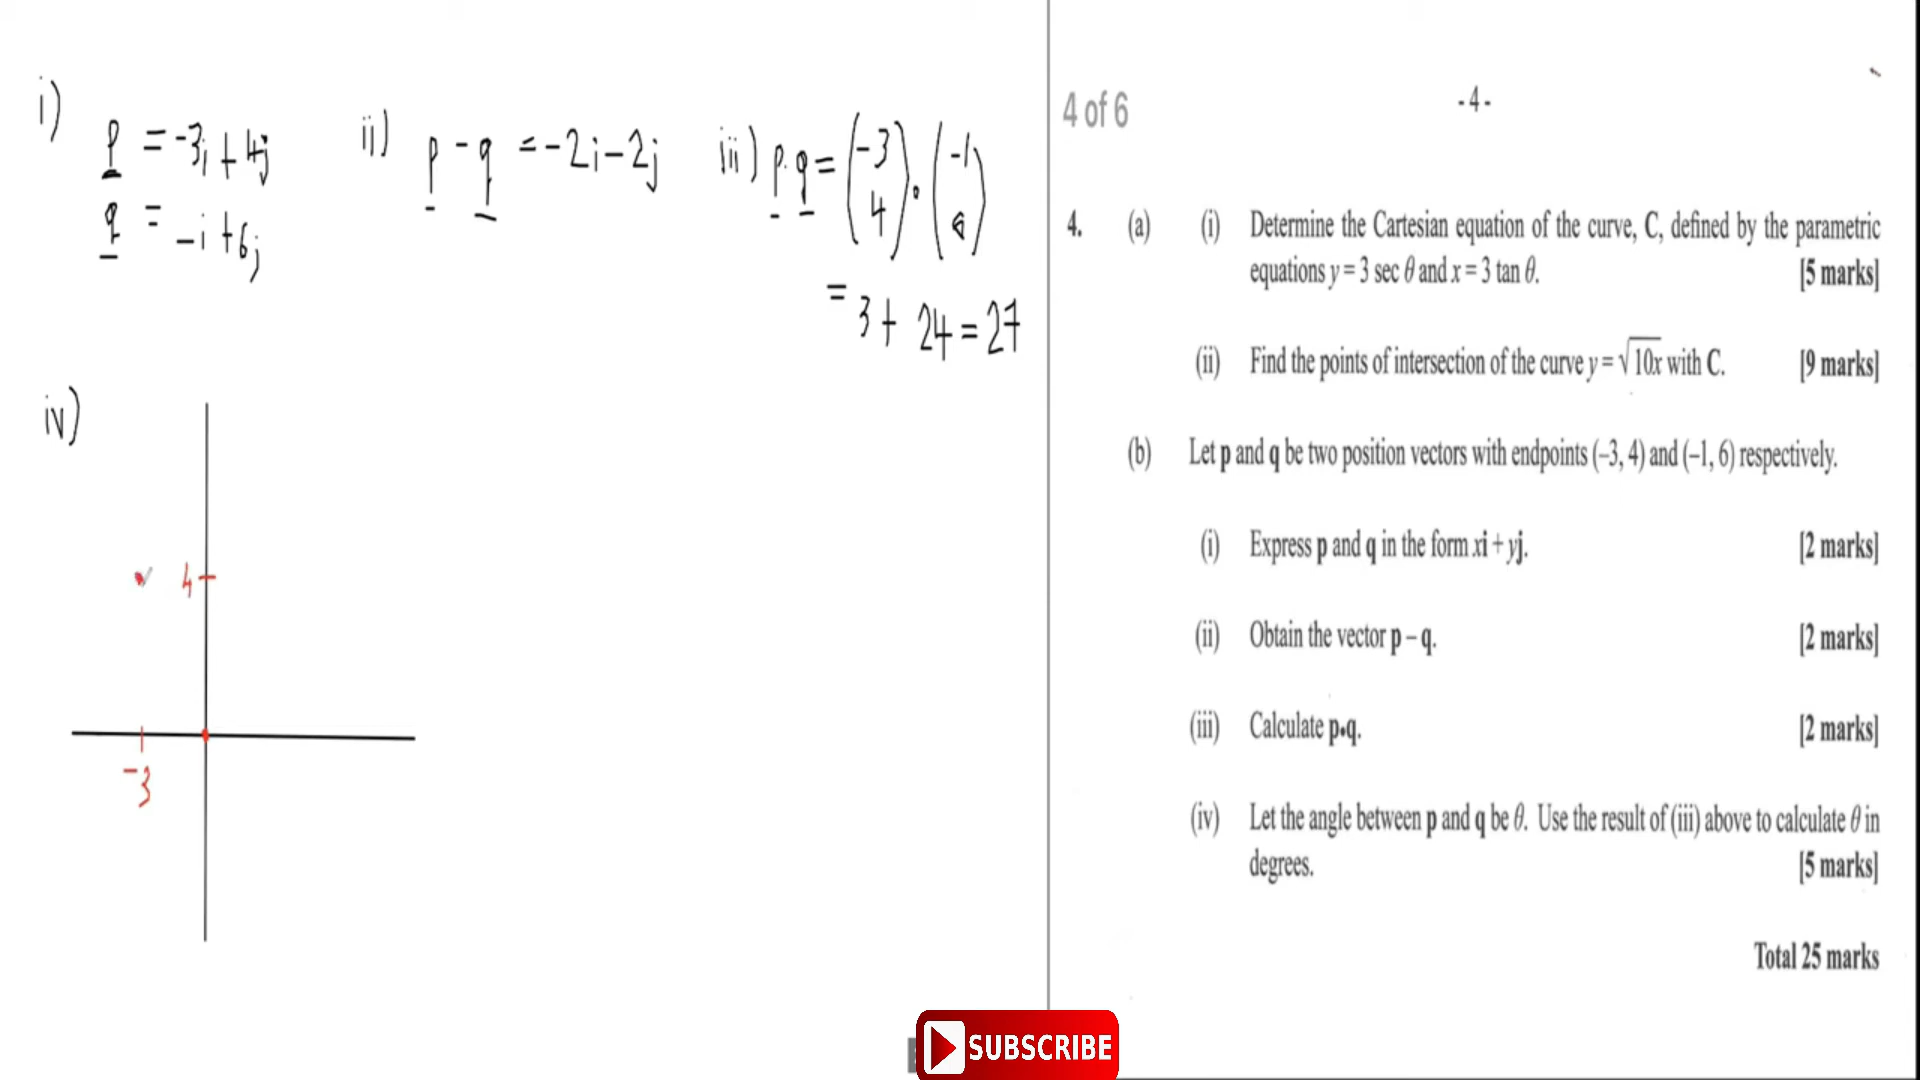 i)
p = -3i + 4j
q = -i + 6j
ii) p - q = -2i - 2j
iii) p.q = (-3 4) . (-1 6)
= 3 + 24 = 27
iv)
4
-3
4 of 6
- 4 -
4. (a) (i) Determine the Cartesian equation of the curve, C, defined by the parametric
equations y = 3 sec θ and x = 3 tan θ. [5 marks]
(ii) Find the points of intersection of the curve y = √10x with C. [9 marks]
(b) Let p and q be two position vectors with endpoints (–3, 4) and (–1, 6) respectively.
(i) Express p and q in the form xi + yj. [2 marks]
(ii) Obtain the vector p – q. [2 marks]
(iii) Calculate p•q. [2 marks]
(iv) Let the angle between p and q be θ. Use the result of (iii) above to calculate θ in
degrees. [5 marks]
Total 25 marks
SUBSCRIBE